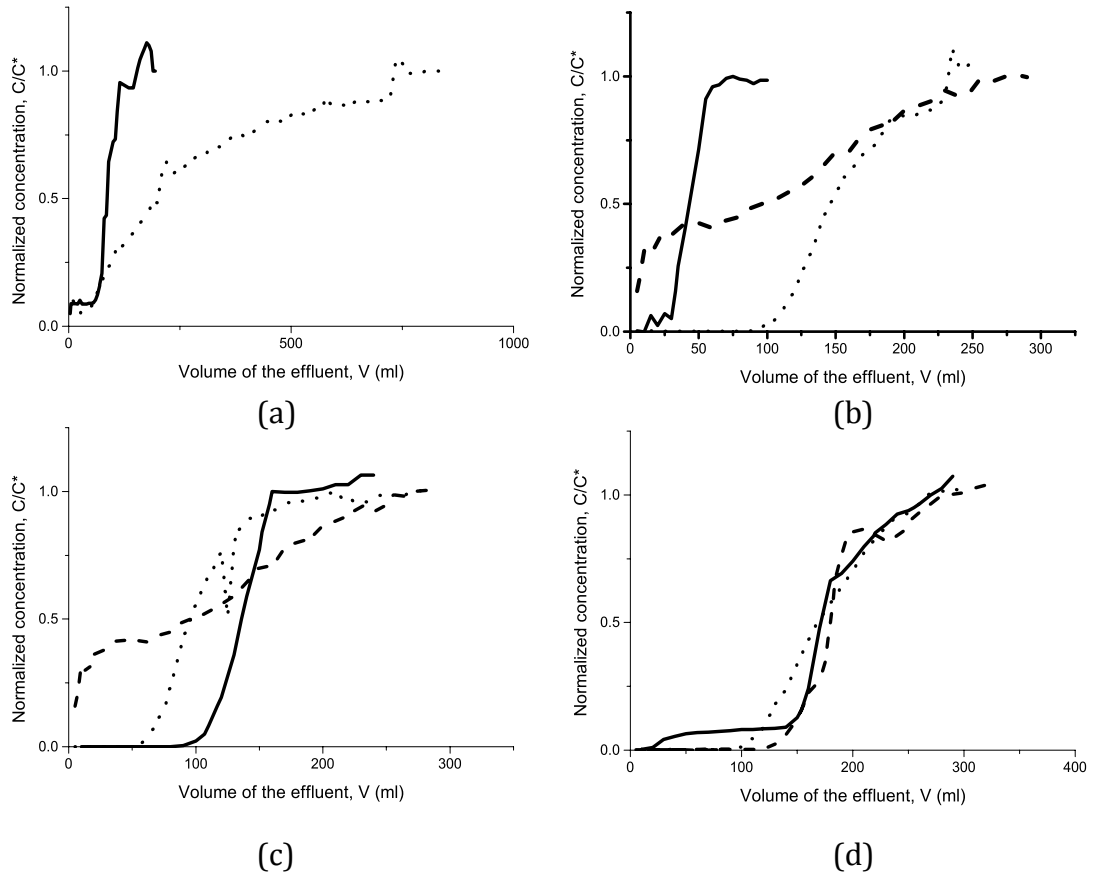 Normalized concentration, C/C*
1.0
0.5
0.0
0
500
1000
Volume of the effluent, V (ml)
(a)
Normalized concentration, C/C*
1.0
0.5
0.0
0
50
100
150
200
250
300
Volume of the effluent, V (ml)
(b)
Normalized concentration, C/C*
1.0
0.5
0.0
0
100
200
300
Volume of the effluent, V (ml)
(c)
Normalized concentration, C/C*
1.0
0.5
0.0
0
100
200
300
400
Volume of the effluent, V (ml)
(d)